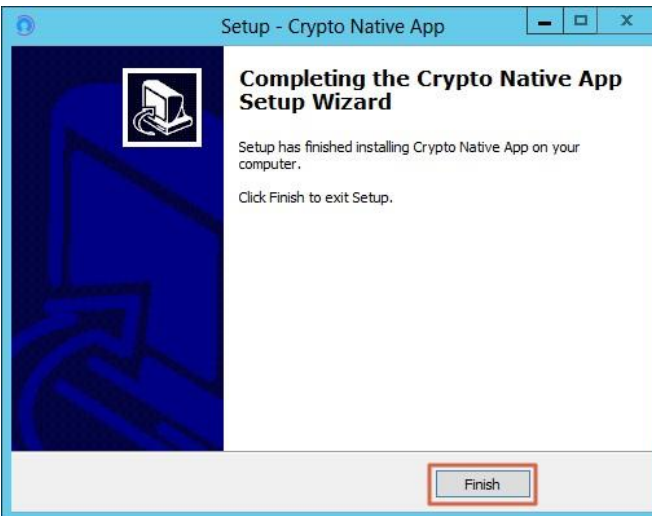 Setup - Crypto Native App
Completing the Crypto Native App
Setup Wizard
Setup has finished installing Crypto Native App on your
computer.
Click Finish to exit Setup.
Finish